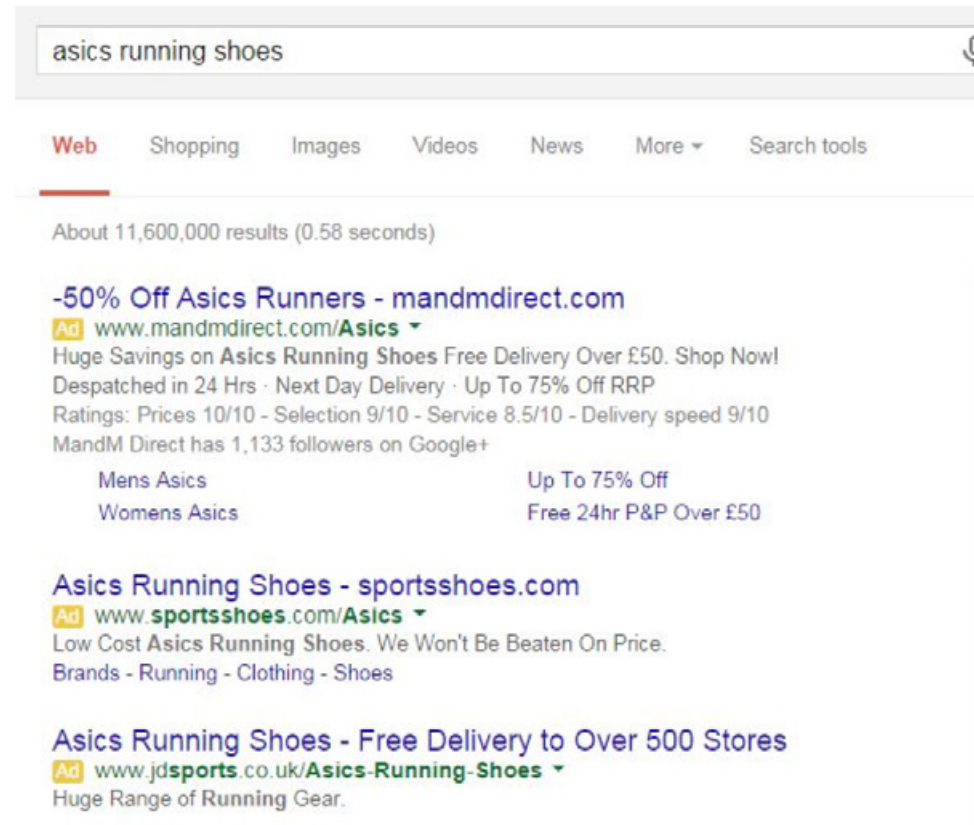 asics running shoes
Web Shopping Images Videos News More Search tools
About 11,600,000 results (0.58 seconds)
-50% Off Asics Runners - mandmdirect.com
Ad www.mandmdirect.com/Asics
Huge Savings on Asics Running Shoes Free Delivery Over £50. Shop Now!
Despatched in 24 Hrs · Next Day Delivery · Up To 75% Off RRP
Ratings: Prices 10/10 - Selection 9/10 - Service 8.5/10 - Delivery speed 9/10
MandM Direct has 1,133 followers on Google+
Mens Asics Up To 75% Off
Womens Asics Free 24hr P&P Over £50
Asics Running Shoes - sportsshoes.com
Ad www.sportsshoes.com/Asics
Low Cost Asics Running Shoes. We Won't Be Beaten On Price.
Brands - Running - Clothing - Shoes
Asics Running Shoes - Free Delivery to Over 500 Stores
Ad www.jdsports.co.uk/Asics-Running-Shoes
Huge Range of Running Gear.